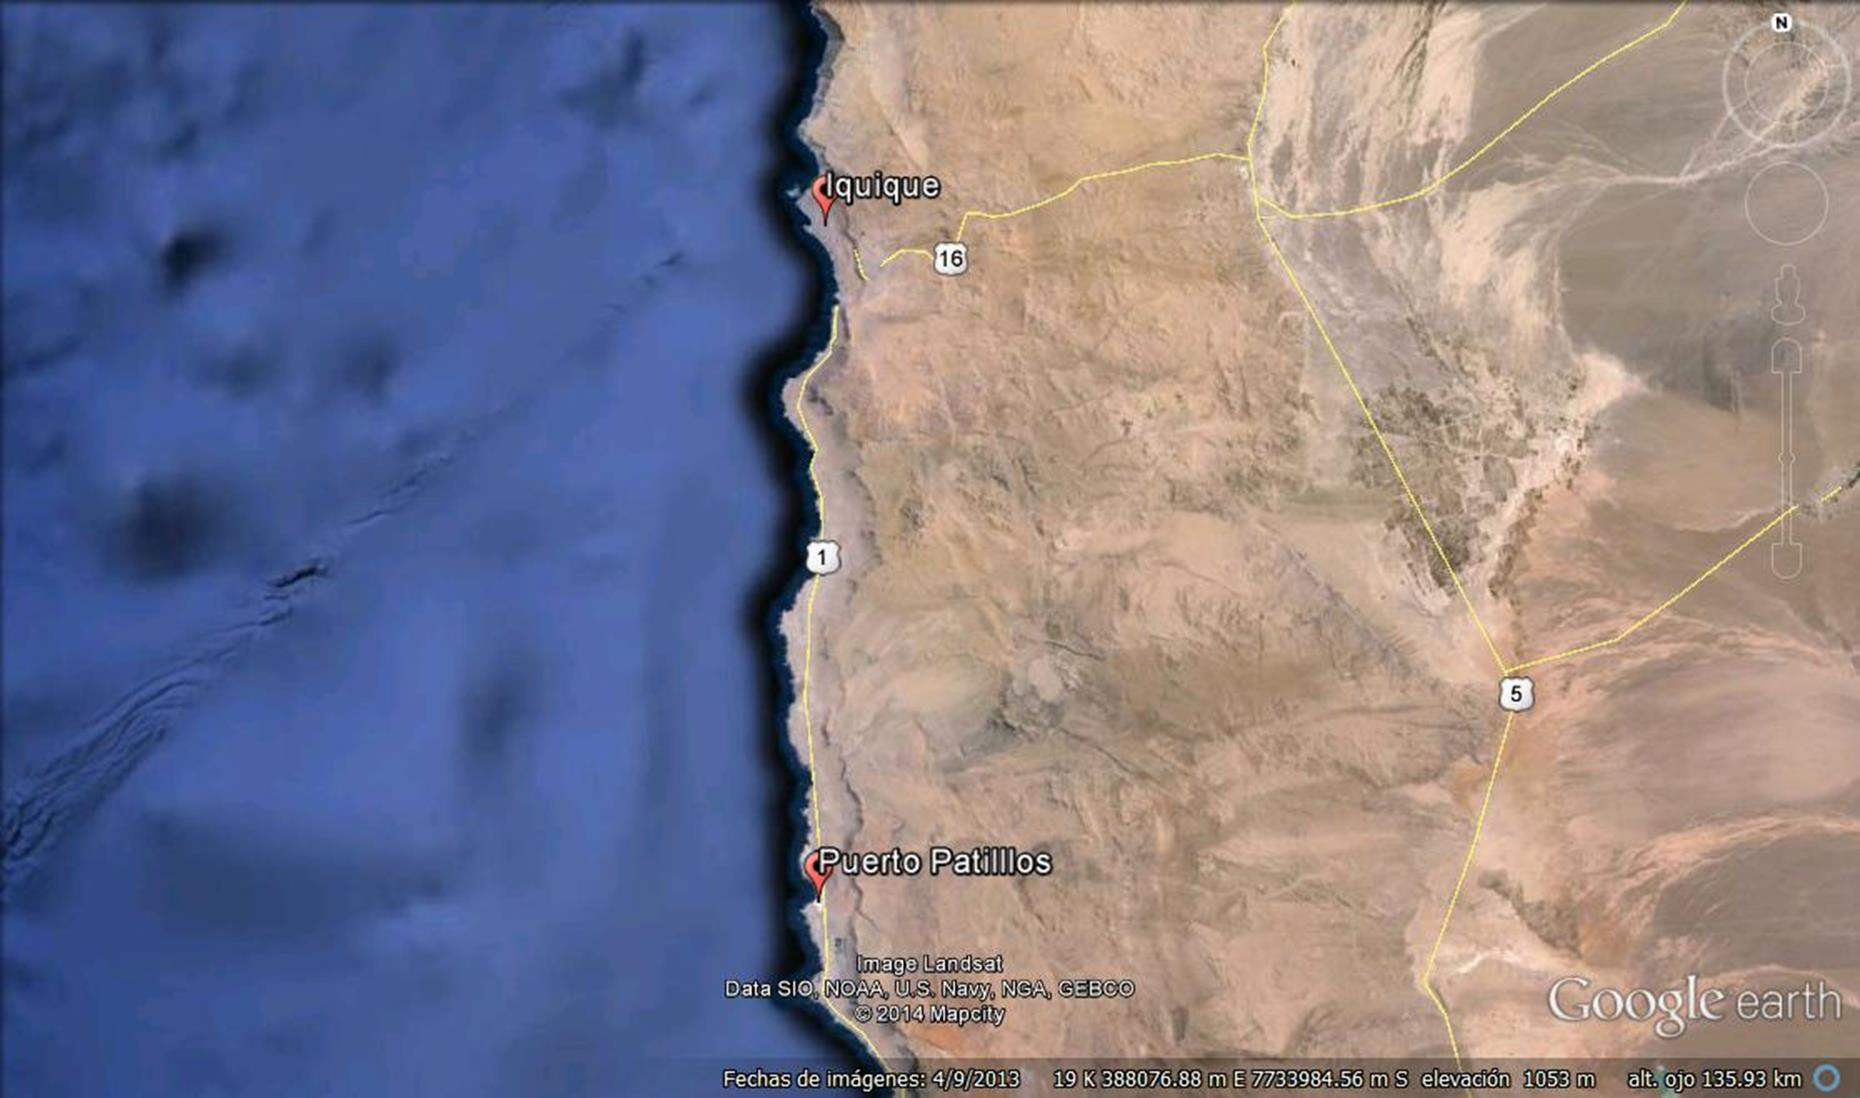 N
Iquique
16
1
5
Puerto Patilllos
Image Landsat
Data SIO, NOAA, U.S. Navy, NGA, GEBCO
© 2014 Mapcity
Google earth
Fechas de imágenes: 4/9/2013 19 K 388076.88 m E 7733984.56 m S elevación 1053 m alt. ojo 135.93 km